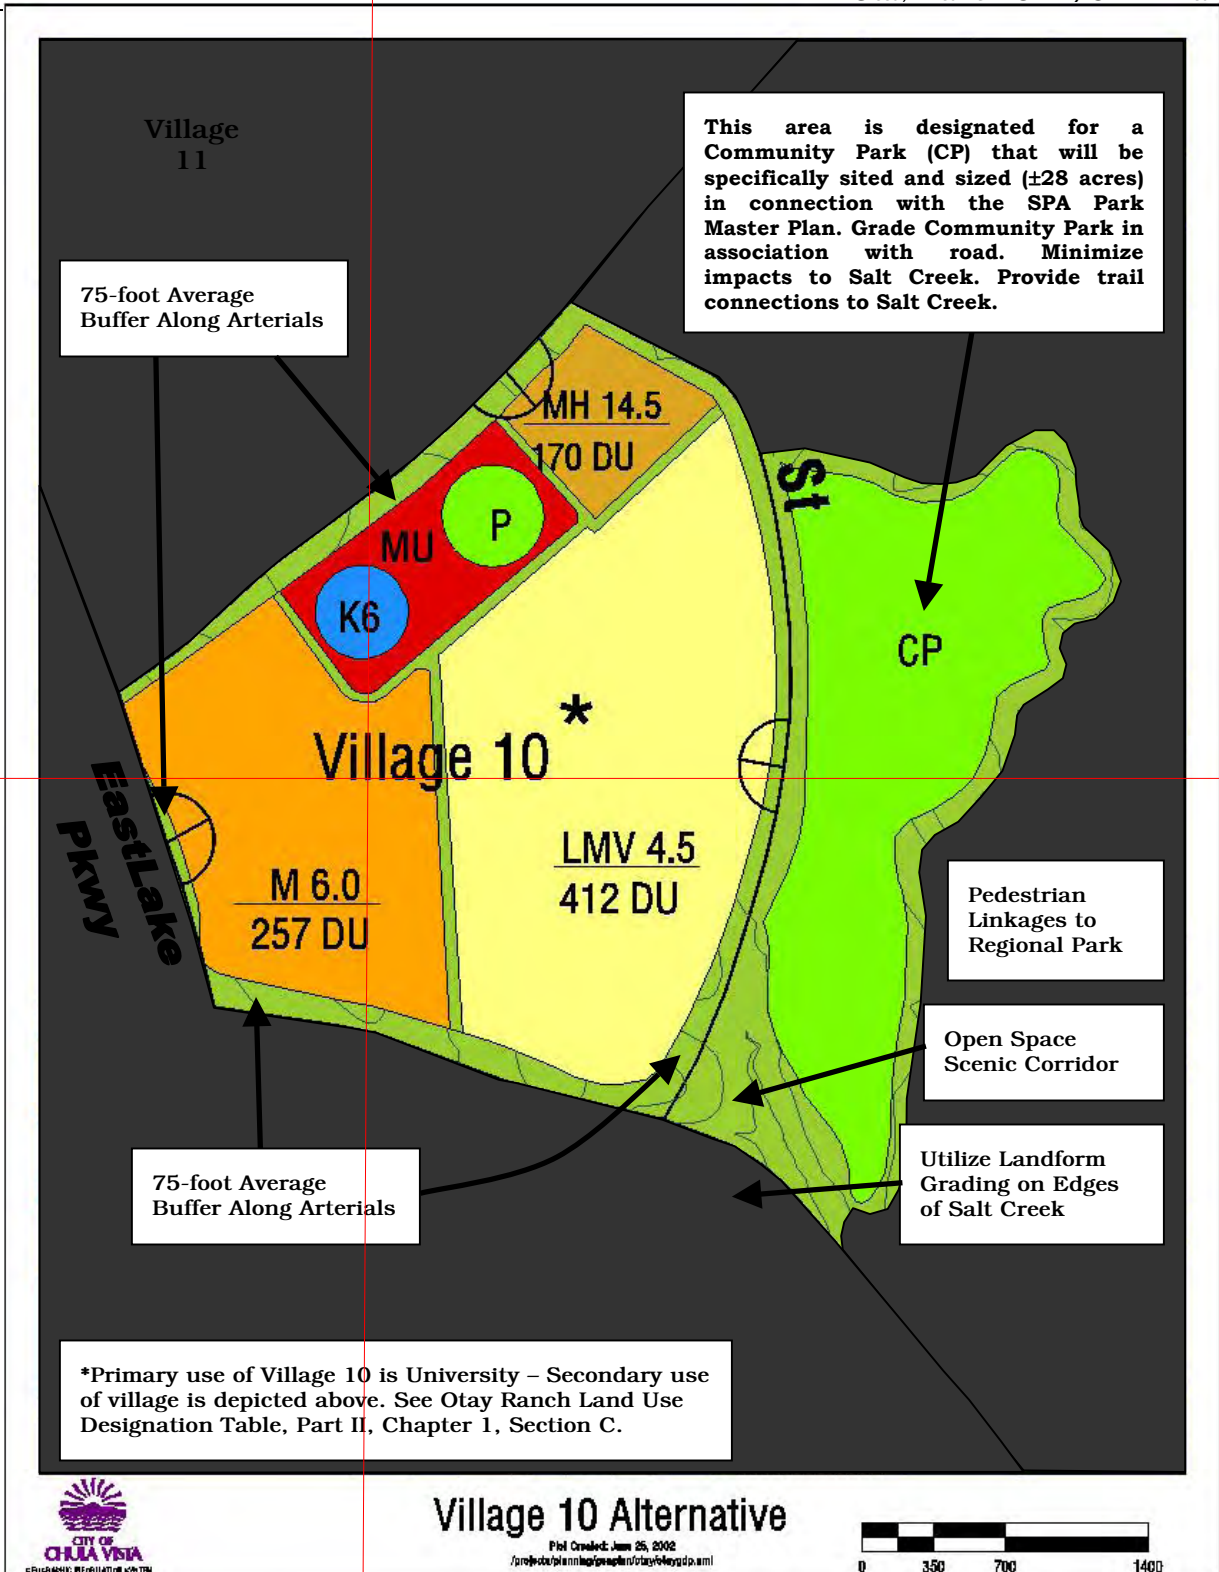 Village
11
This area is designated for a
Community Park (CP) that will be
specifically sited and sized (±28 acres)
in connection with the SPA Park
Master Plan. Grade Community Park in
association with road. Minimize
impacts to Salt Creek. Provide trail
connections to Salt Creek.
75-foot Average
Buffer Along Arterials
MH 14.5
170 DU
St
P
MU
K6
CP
*
Village 10
EastLake
Pkwy
LMV 4.5
412 DU
M 6.0
257 DU
Pedestrian
Linkages to
Regional Park
Open Space
Scenic Corridor
75-foot Average
Buffer Along Arterials
Utilize Landform
Grading on Edges
of Salt Creek
*Primary use of Village 10 is University – Secondary use
of village is depicted above. See Otay Ranch Land Use
Designation Table, Part II, Chapter 1, Section C.
CITY OF
CHULA VISTA
Village 10 Alternative
Plot Created: June 25, 2002
0 350 700 1400